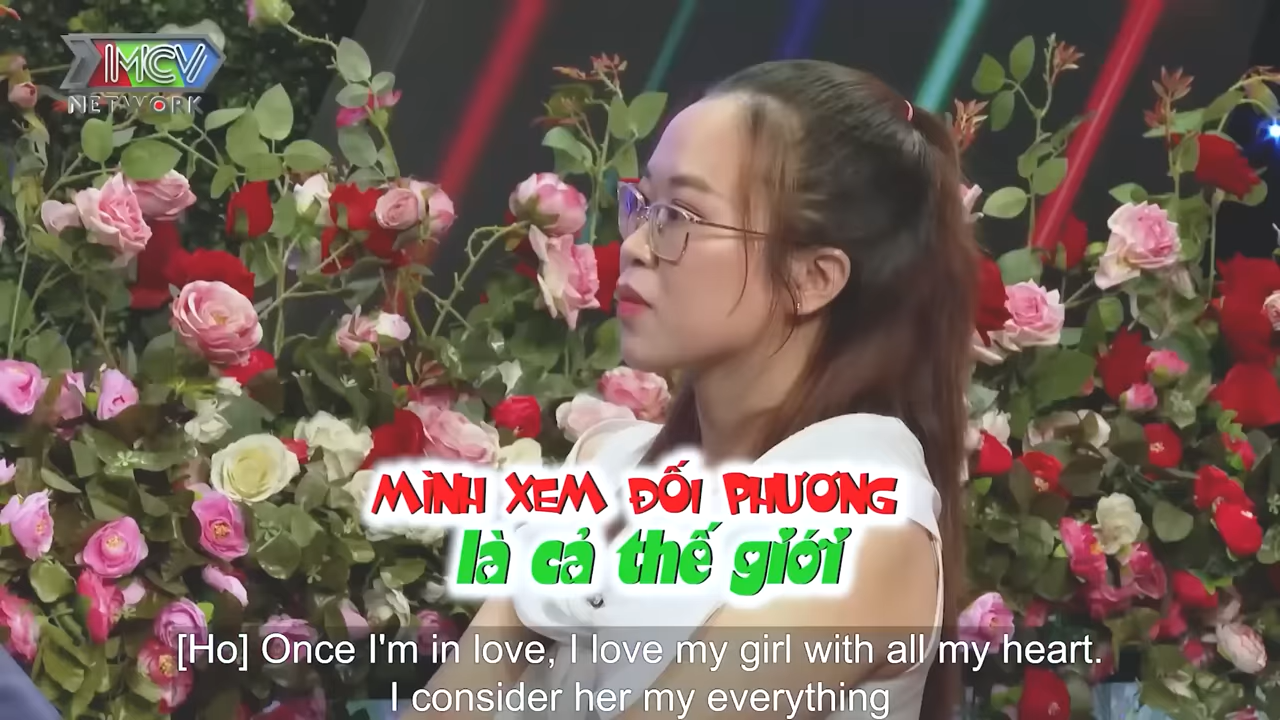 MCV
NETWORK
MÌNH XEM ĐỐI PHƯƠNG
là cả thế giới
[Ho] Once I'm in love, I love my girl with all my heart.
I consider her my everything